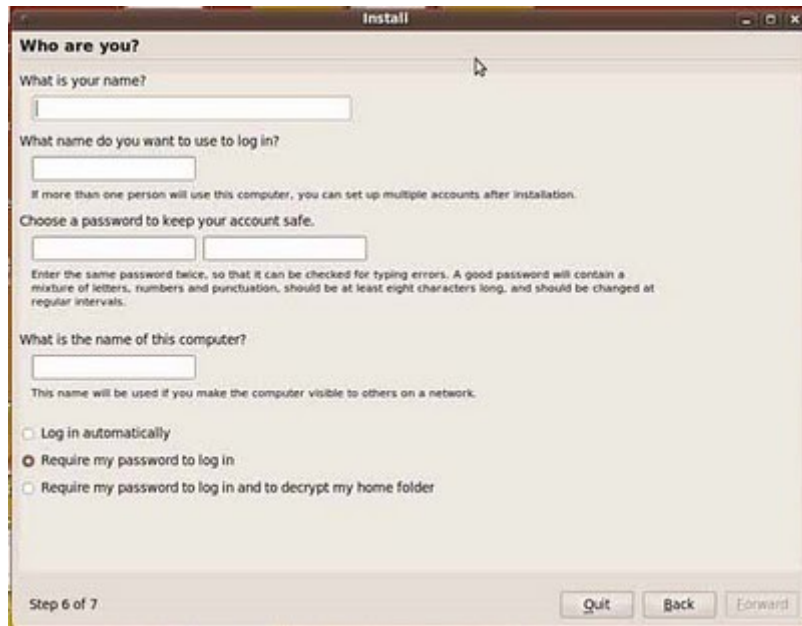 Install
Who are you?
What is your name?
What name do you want to use to log in?
If more than one person will use this computer, you can set up multiple accounts after installation.
Choose a password to keep your account safe.
Enter the same password twice, so that it can be checked for typing errors. A good password will contain a
mixture of letters, numbers and punctuation, should be at least eight characters long, and should be changed at
regular intervals.
What is the name of this computer?
This name will be used if you make the computer visible to others on a network.
Log in automatically
Require my password to log in
Require my password to log in and to decrypt my home folder
Step 6 of 7 Quit Back Forward